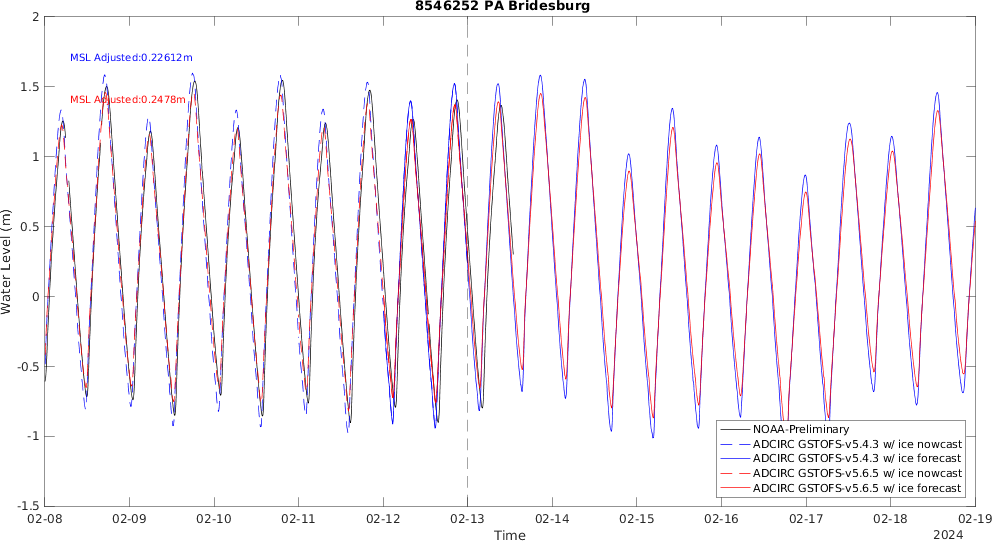 8546252 PA Bridesburg
MSL Adjusted:0.22612m
MSL Adjusted:0.2478m
Water Level (m)
2
1.5
1
0.5
0
-0.5
-1
-1.5
NOAA-Preliminary
ADCIRC GSTOFS-v5.4.3 w/ ice nowcast
ADCIRC GSTOFS-v5.4.3 w/ ice forecast
ADCIRC GSTOFS-v5.6.5 w/ ice nowcast
ADCIRC GSTOFS-v5.6.5 w/ ice forecast
02-08 02-09 02-10 02-11 02-12 02-13 02-14 02-15 02-16 02-17 02-18 02-19
Time
2024